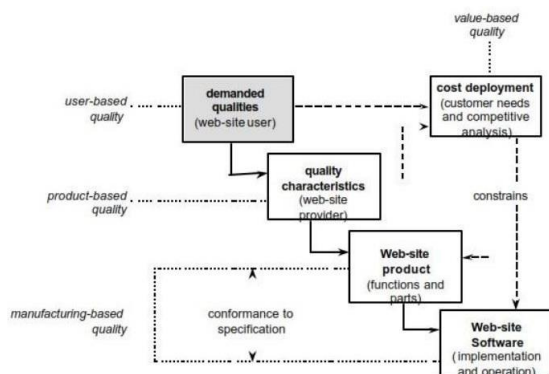 value-based
quality
demanded
qualities
(web-site user)
user-based
quality
cost deployment
(customer needs
and competitive
analysis)
quality
characteristics
(web-site
provider)
product-based
quality
constrains
Web-site
product
(functions and
parts)
manufacturing-based
quality
conformance to
specification
Web-site
Software
( implementation
and operation)